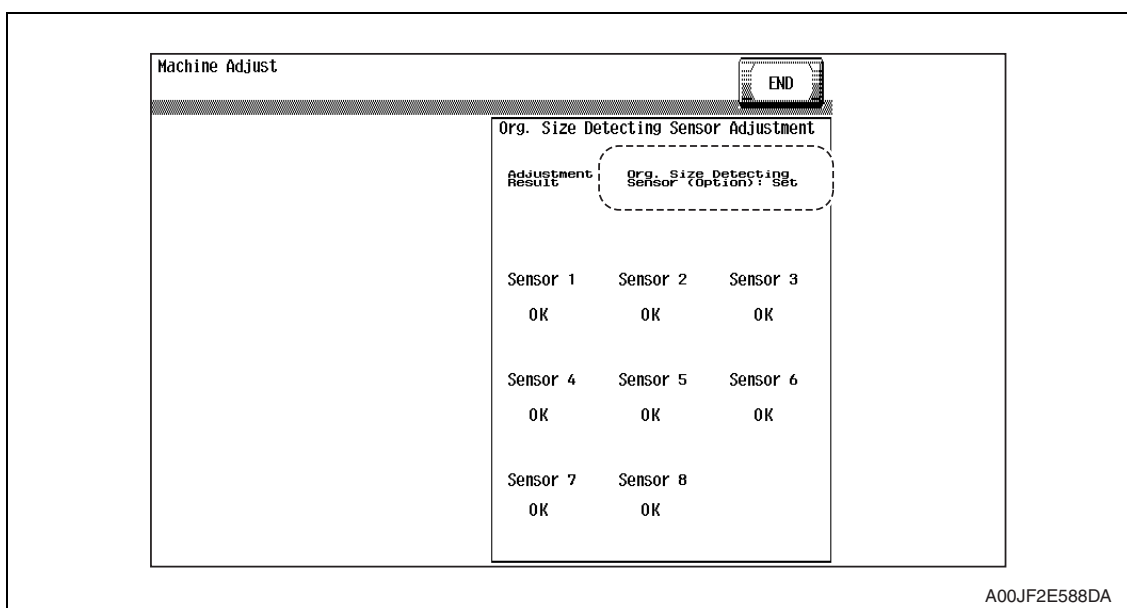 Machine Adjust
END
Org. Size Detecting Sensor Adjustment
Adjustment Result
Org. Size Detecting
Sensor (Option): Set
Sensor 1 Sensor 2 Sensor 3
OK OK OK
Sensor 4 Sensor 5 Sensor 6
OK OK OK
Sensor 7 Sensor 8
OK OK
A00JF2E588DA